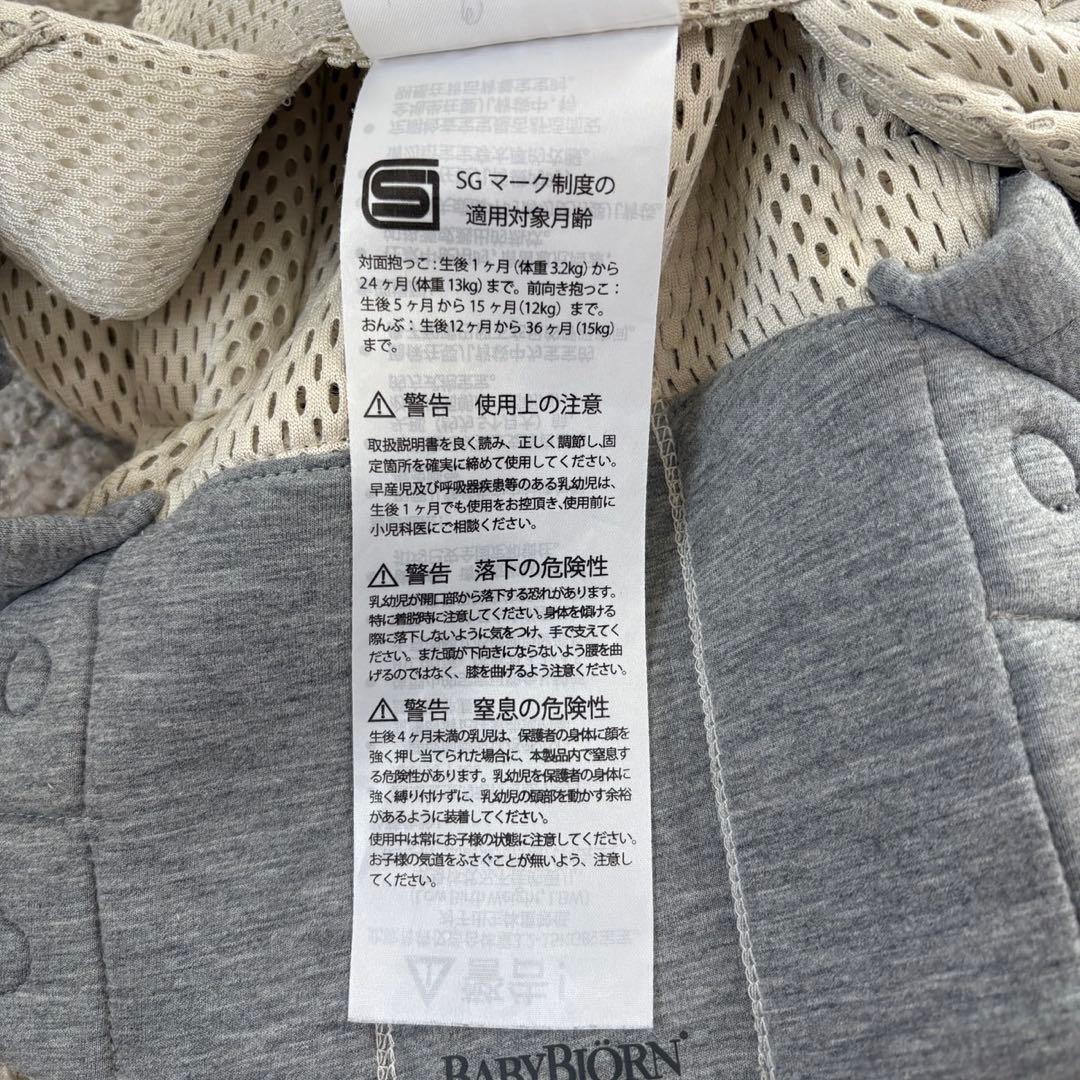 SG マーク制度の
適用対象月齢
対面抱っこ：生後 1 ヶ月（体重 3.2kg）から
24 ヶ月（体重 13kg）まで。前向き抱っこ：
生後 5 ヶ月 から 15 ヶ月（12kg）まで。
おんぶ：生後12ヶ月から 36 ヶ月（15kg）
まで。
⚠ 警告 使用上の注意
取扱説明書を良く読み、正しく調節し、固
定箇所を確実に締めて使用してください。
早産児及び呼吸器疾患等のある乳幼児は、
生後 1 ヶ月でも使用をお控頂き、使用前に
小児科医にご相談ください。
⚠ 警告 落下の危険性
乳幼児が開口部から落下する恐れがあります。
特に着脱時に注意してください。身体を傾ける
際に落下しないように気をつけ、手で支えてく
ださい。また頭が下向きにならないよう腰を曲
げるのではなく、膝を曲げるよう注意ください。
⚠ 警告 窒息の危険性
生後 4 ヶ月未満の乳児は、保護者の身体に顔を
強く押し当てられた場合に、本製品内で窒息す
る危険性があります。乳幼児を保護者の身体に
強く縛り付けずに、乳幼児の頭部を動かす余裕
があるように装着してください。
使用中は常にお子様の状態に注意してください。
お子様の気道をふさぐことが無いよう、注意し
てください。
BABYBJÖRN®